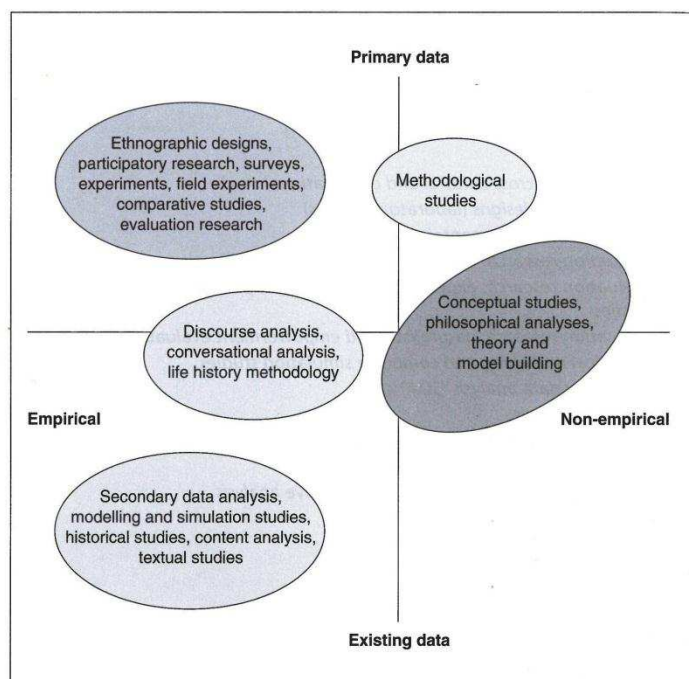 Primary data
Ethnographic designs,
participatory research, surveys,
experiments, field experiments,
comparative studies,
evaluation research
Methodological
studies
Conceptual studies,
philosophical analyses,
theory and
model building
Discourse analysis,
conversational analysis,
life history methodology
Empirical
Non-empirical
Secondary data analysis,
modelling and simulation studies,
historical studies, content analysis,
textual studies
Existing data